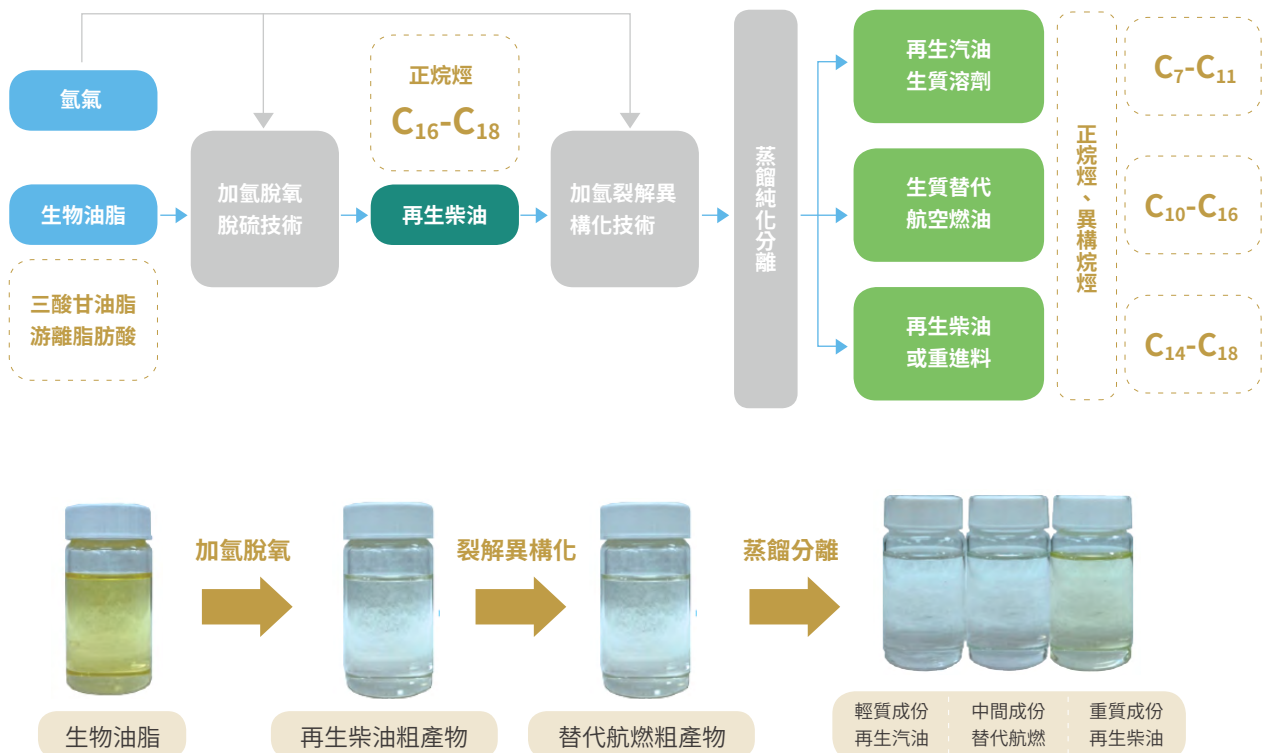 氫氣
生物油脂
三酸甘油脂
游離脂肪酸
加氫脫氧
脫硫技術
正烷烴
C₁₆-C₁₈
再生柴油
加氫裂解異
構化技術
蒸餾純化分離
再生汽油
生質溶劑
生質替代
航空燃油
再生柴油
或重進料
正烷烴、異構烷烴
C₇-C₁₁
C₁₀-C₁₆
C₁₄-C₁₈
加氫脫氧
裂解異構化
蒸餾分離
生物油脂
再生柴油粗產物
替代航燃粗產物
輕質成份
再生汽油
中間成份
替代航燃
重質成份
再生柴油